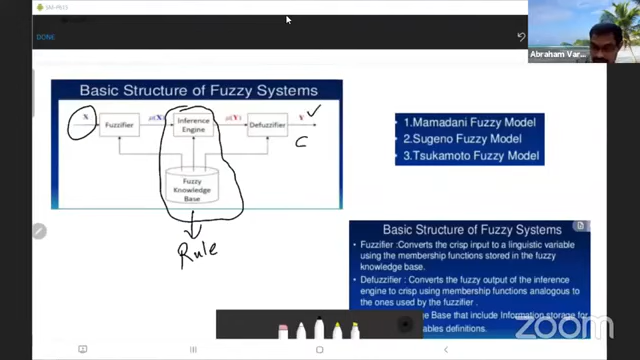 DONE
Abraham Var...
Basic Structure of Fuzzy Systems
X
μ(X)
μ(Y)
Y
Fuzzifier
Inference
Engine
Defuzzifier
C
Fuzzy
Knowledge
Base
Rule
1.Mamadani Fuzzy Model
2.Sugeno Fuzzy Model
3.Tsukamoto Fuzzy Model
Basic Structure of Fuzzy Systems
Fuzzifier :Converts the crisp input to a linguistic variable
using the membership functions stored in the fuzzy
knowledge base.
Defuzzifier : Converts the fuzzy output of the inference
engine to crisp using membership functions analogous to
the ones used by the fuzzifier .
ge Base that include Information storage for
ables definitions.
zoom